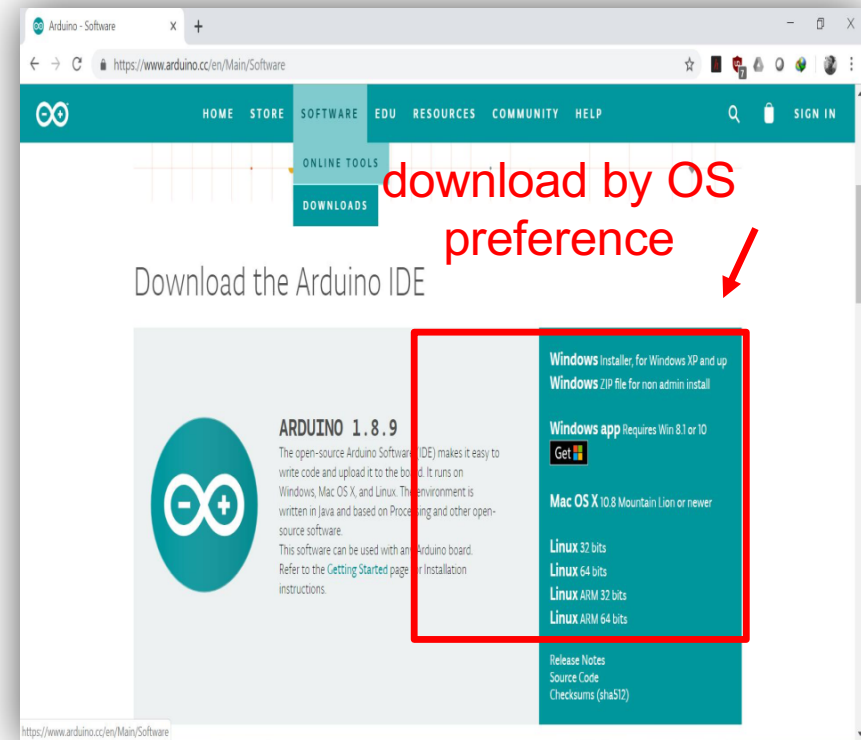 Arduino - Software
https://www.arduino.cc/en/Main/Software
7
HOME STORE SOFTWARE EDU RESOURCES COMMUNITY HELP SIGN IN
ONLINE TOOLS
DOWNLOADS
download by OS
preference
Download the Arduino IDE
ARDUINO 1.8.9
The open-source Arduino Software (IDE) makes it easy to
write code and upload it to the board. It runs on
Windows, Mac OS X, and Linux. The environment is
written in Java and based on Processing and other open-
source software.
This software can be used with any Arduino board.
Refer to the Getting Started page for Installation
instructions.
Windows Installer, for Windows XP and up
Windows ZIP file for non admin install
Windows app Requires Win 8.1 or 10
Get
Mac OS X 10.8 Mountain Lion or newer
Linux 32 bits
Linux 64 bits
Linux ARM 32 bits
Linux ARM 64 bits
Release Notes
Source Code
Checksums (sha512)
https://www.arduino.cc/en/Main/Software